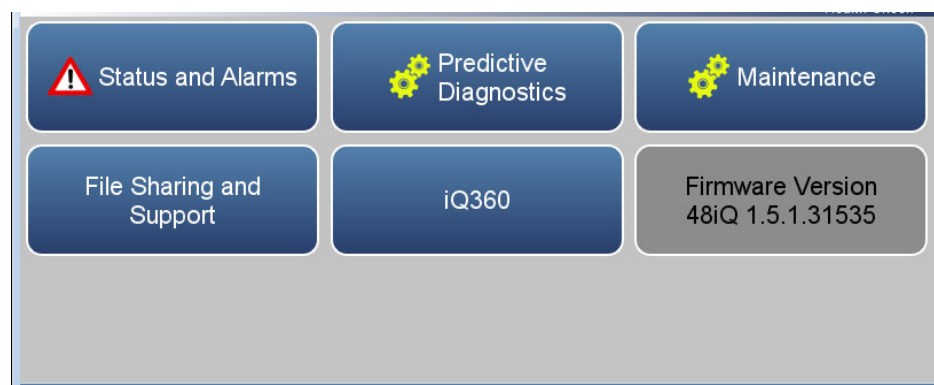 Status and Alarms
Predictive
Diagnostics
Maintenance
File Sharing and
Support
iQ360
Firmware Version
48iQ 1.5.1.31535